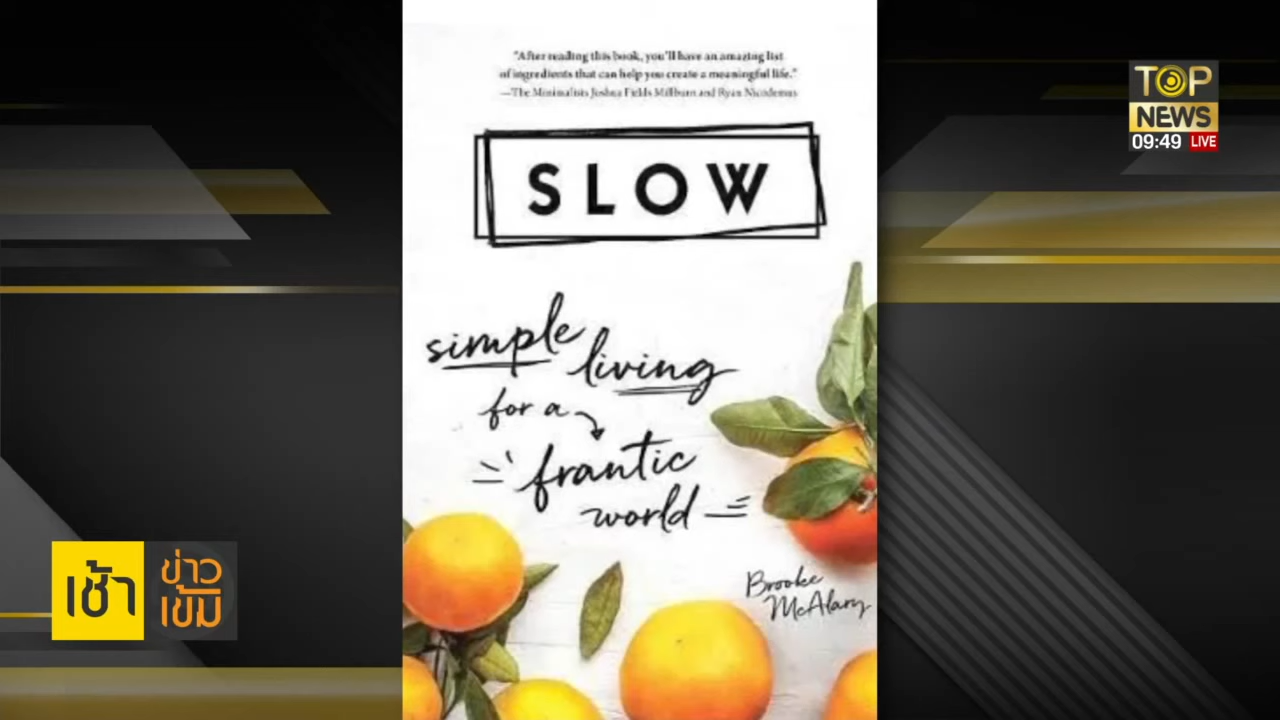 "After reading this book, you'll have an amazing list
of ingredients that can help you create a meaningful life."
—The Minimalists Joshua Fields Millburn and Ryan Nicodemus
SLOW
simple
living
for a
frantic
world
Brooke
McAlary
TOP
NEWS
09:49 LIVE
เช้า
ข่าว
เข้ม